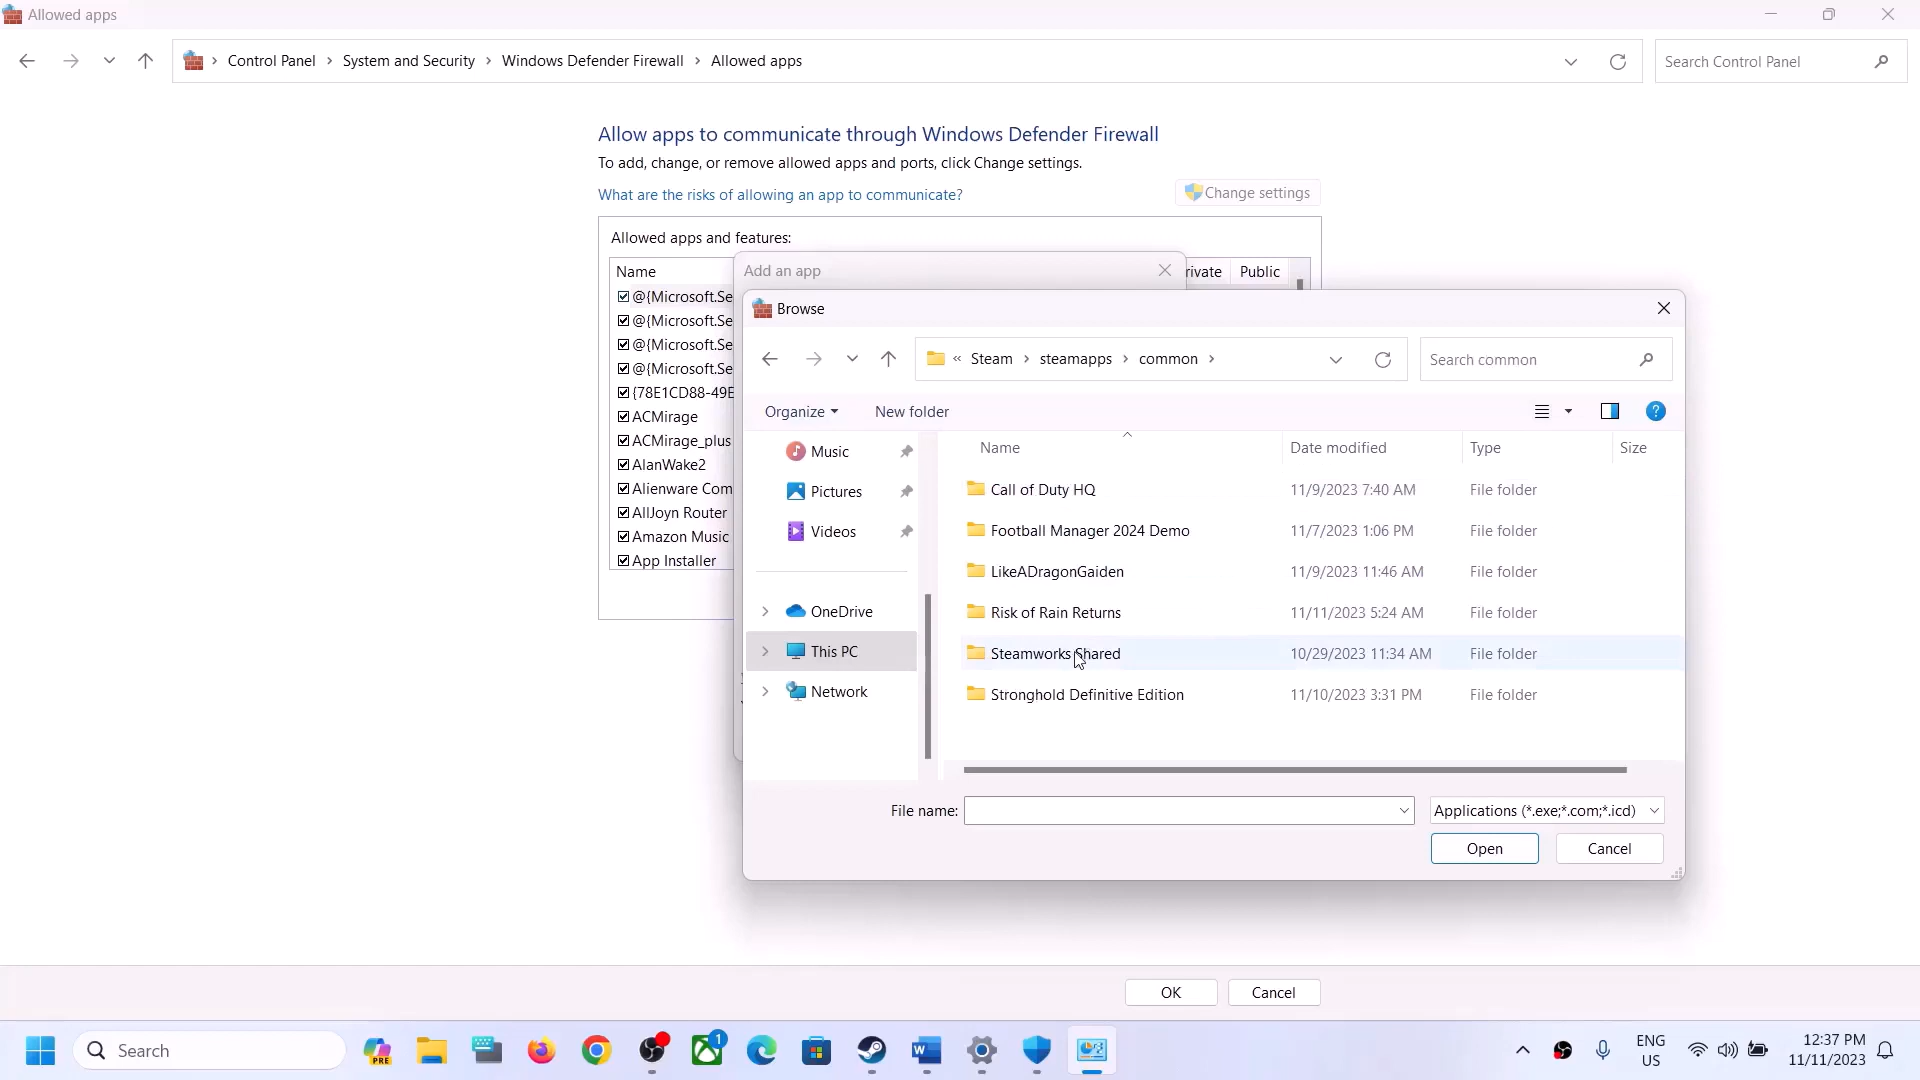 Allowed apps
Control Panel > System and Security > Windows Defender Firewall > Allowed apps
Search Control Panel
Allow apps to communicate through Windows Defender Firewall
To add, change, or remove allowed apps and ports, click Change settings.
What are the risks of allowing an app to communicate?
Change settings
Allowed apps and features:
Name
rivate
Public
@{Microsoft.Se
@{Microsoft.Se
@{Microsoft.Se
@{Microsoft.Se
{78E1CD88-49E
ACMirage
ACMirage_plus
AlanWake2
Alienware Com
AllJoyn Router
Amazon Music
App Installer
Add an app
Browse
« Steam > steamapps > common >
Search common
Organize
New folder
Music
Pictures
Videos
OneDrive
This PC
Network
Name Date modified Type Size
Call of Duty HQ 11/9/2023 7:40 AM File folder
Football Manager 2024 Demo 11/7/2023 1:06 PM File folder
LikeADragonGaiden 11/9/2023 11:46 AM File folder
Risk of Rain Returns 11/11/2023 5:24 AM File folder
Steamworks Shared 10/29/2023 11:34 AM File folder
Stronghold Definitive Edition 11/10/2023 3:31 PM File folder
File name:
Applications (*.exe;*.com;*.icd)
Open
Cancel
OK
Cancel
Search
PRE
1
ENG
US
12:37 PM
11/11/2023